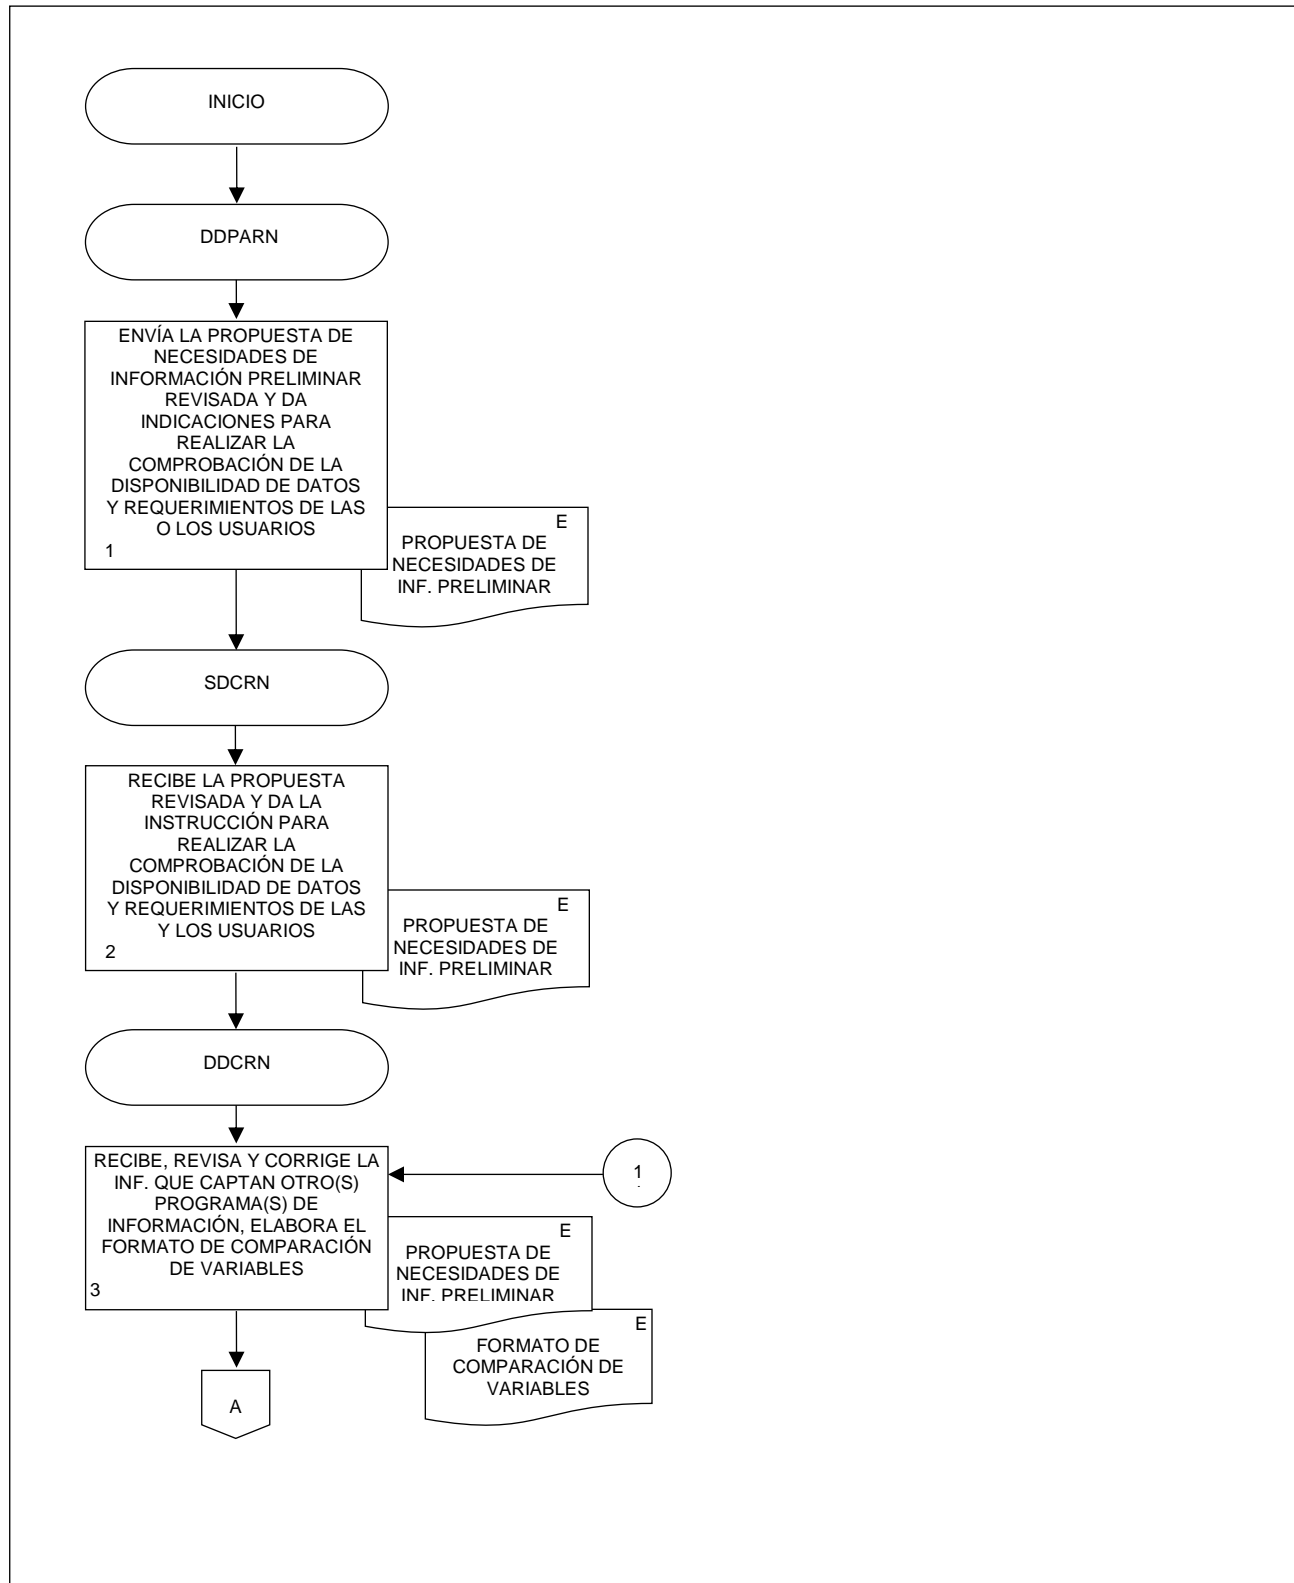 INICIO
DDPARN
ENVÍA LA PROPUESTA DE
NECESIDADES DE
INFORMACIÓN PRELIMINAR
REVISADA Y DA
INDICACIONES PARA
REALIZAR LA
COMPROBACIÓN DE LA
DISPONIBILIDAD DE DATOS
Y REQUERIMIENTOS DE LAS
O LOS USUARIOS
1
E
PROPUESTA DE
NECESIDADES DE
INF. PRELIMINAR
SDCRN
RECIBE LA PROPUESTA
REVISADA Y DA LA
INSTRUCCIÓN PARA
REALIZAR LA
COMPROBACIÓN DE LA
DISPONIBILIDAD DE DATOS
Y REQUERIMIENTOS DE LAS
Y LOS USUARIOS
2
E
PROPUESTA DE
NECESIDADES DE
INF. PRELIMINAR
DDCRN
RECIBE, REVISA Y CORRIGE LA
INF. QUE CAPTAN OTRO(S)
PROGRAMA(S) DE
INFORMACIÓN, ELABORA EL
FORMATO DE COMPARACIÓN
DE VARIABLES
3
1
E
PROPUESTA DE
NECESIDADES DE
INF. PRELIMINAR
E
FORMATO DE
COMPARACIÓN DE
VARIABLES
A